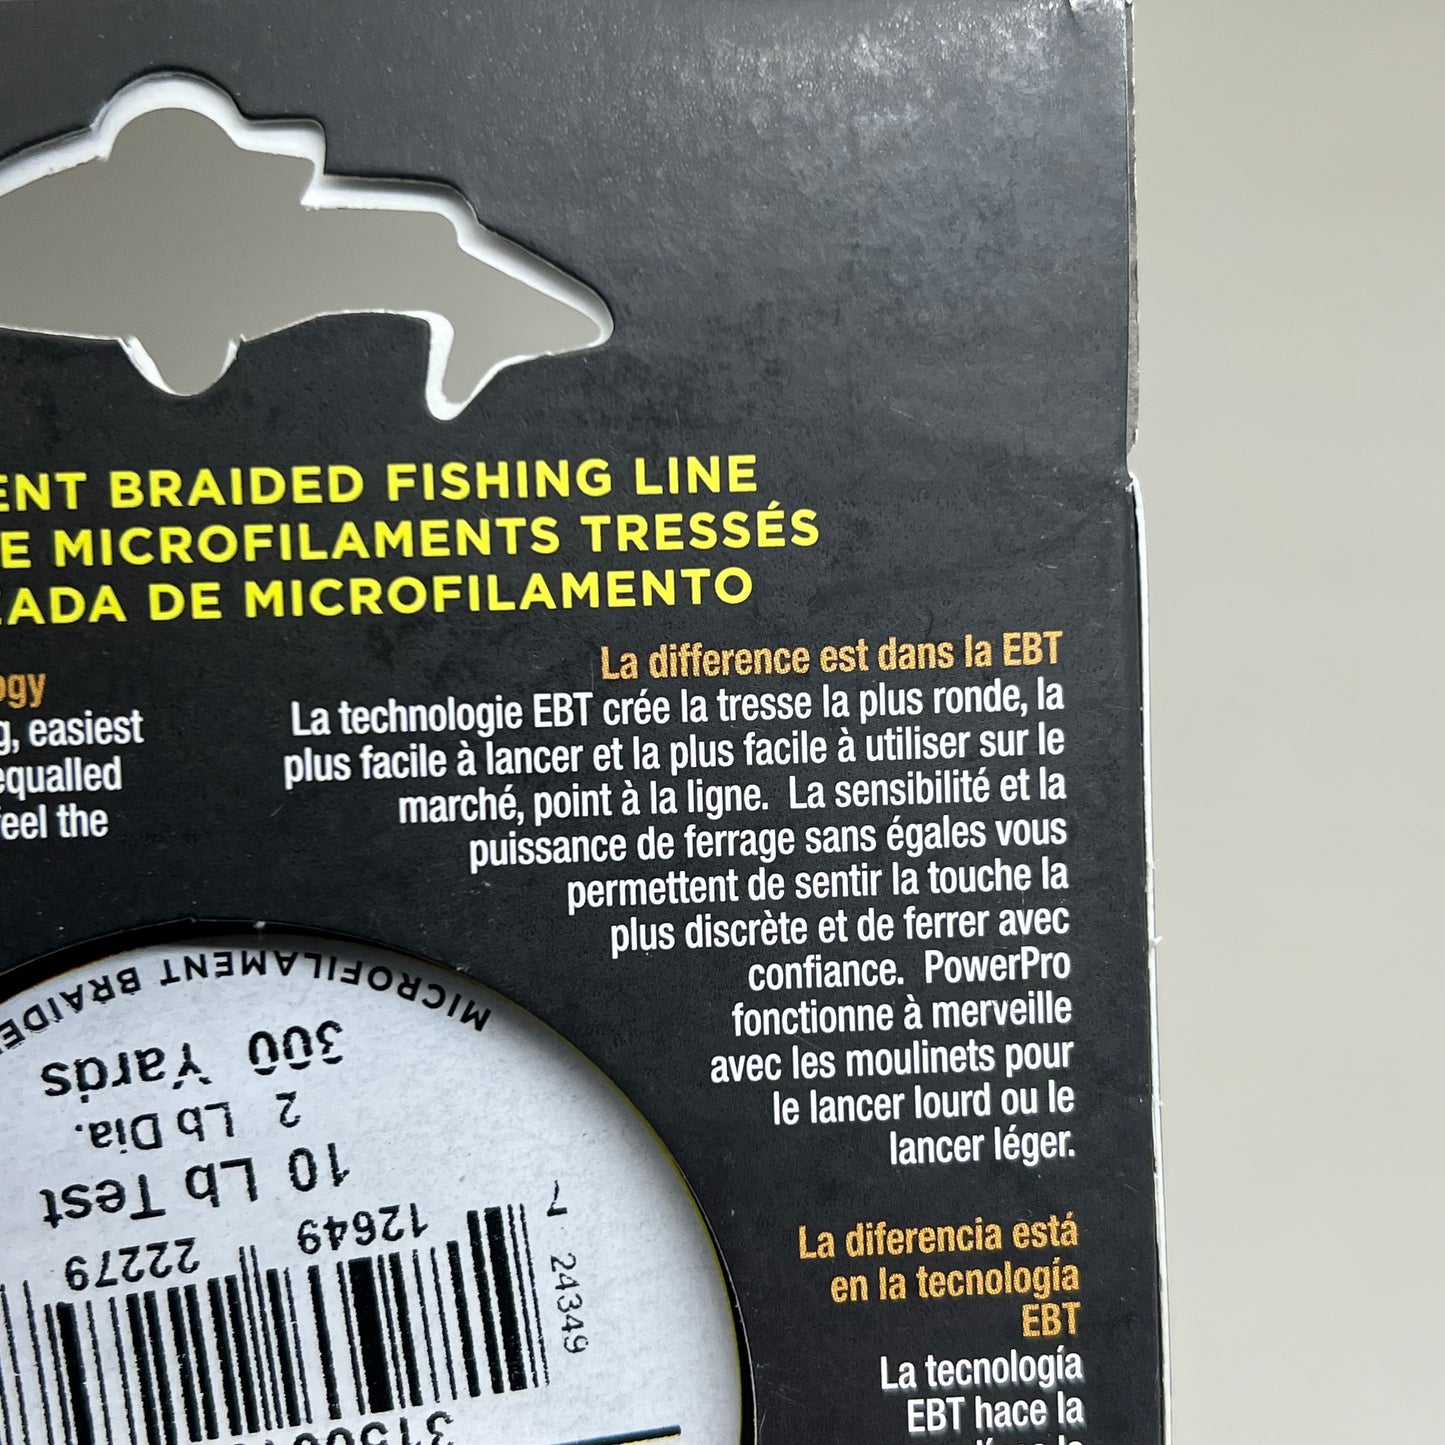 ENT BRAIDED FISHING LINE
E MICROFILAMENTS TRESSÉS
ZADA DE MICROFILAMENTO
ogy
g, easiest
equalled
feel the
La difference est dans la EBT
La technologie EBT crée la tresse la plus ronde, la
plus facile à lancer et la plus facile à utiliser sur le
marché, point à la ligne. La sensibilité et la
puissance de ferrage sans égales vous
permettent de sentir la touche la
plus discrète et de ferrer avec
confiance. PowerPro
fonctionne à merveille
avec les moulinets pour
le lancer lourd ou le
lancer léger.
La diferencia está
en la tecnología
EBT
La tecnología
EBT hace la
MICROFILAMENT BRAIDE
300 Yards
2 Lb Dia.
10 Lb Test
7
12649
22279
24349